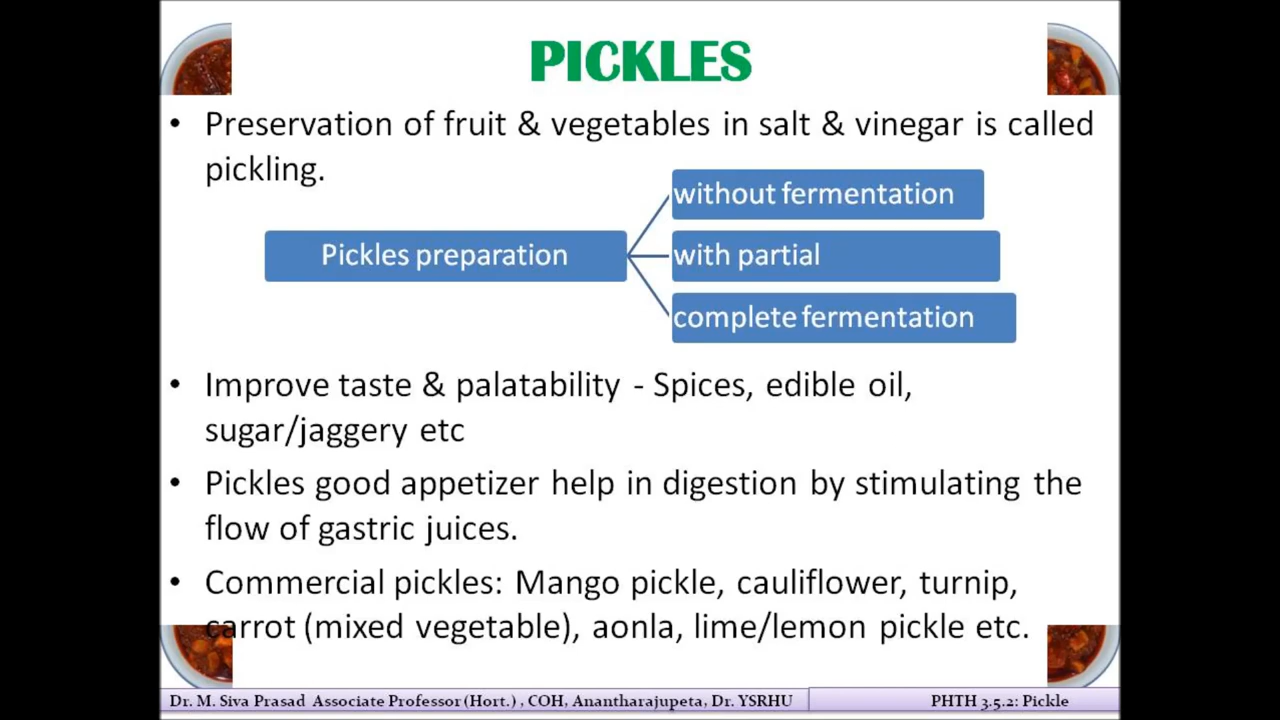 PICKLES
• Preservation of fruit & vegetables in salt & vinegar is called
pickling.
without fermentation
Pickles preparation
with partial
complete fermentation
• Improve taste & palatability - Spices, edible oil,
sugar/jaggery etc
• Pickles good appetizer help in digestion by stimulating the
flow of gastric juices.
• Commercial pickles: Mango pickle, cauliflower, turnip,
carrot (mixed vegetable), aonla, lime/lemon pickle etc.
Dr. M. Siva Prasad Associate Professor (Hort.) , COH, Anantharajupeta, Dr. YSRHU
PHTH 3.5.2: Pickle